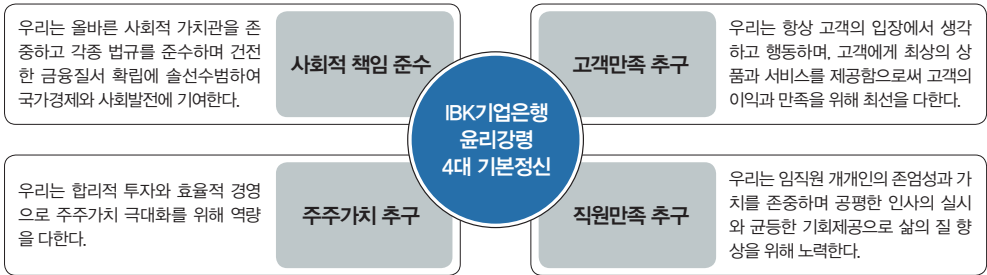 우리는 올바른 사회적 가치관을 존
중하고 각종 법규를 준수하며 건전
한 금융질서 확립에 솔선수범하여
국가경제와 사회발전에 기여한다.
사회적 책임 준수
고객만족 추구
우리는 항상 고객의 입장에서 생각
하고 행동하며, 고객에게 최상의 상
품과 서비스를 제공함으로써 고객의
이익과 만족을 위해 최선을 다한다.
IBK기업은행
윤리강령
4대 기본정신
우리는 합리적 투자와 효율적 경영
으로 주주가치 극대화를 위해 역량
을 다한다.
주주가치 추구
직원만족 추구
우리는 임직원 개개인의 존엄성과 가
치를 존중하며 공평한 인사의 실시
와 균등한 기회제공으로 삶의 질 향
상을 위해 노력한다.